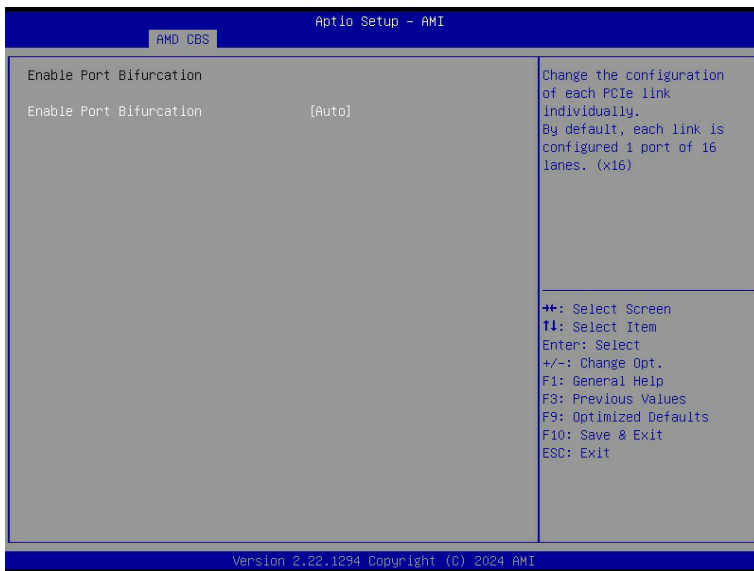 Aptio Setup – AMI
AMD CBS
Enable Port Bifurcation
Enable Port Bifurcation [Auto]
Change the configuration
of each PCIe link
individually.
By default, each link is
configured 1 port of 16
lanes. (x16)
→←: Select Screen
↑↓: Select Item
Enter: Select
+/-: Change Opt.
F1: General Help
F3: Previous Values
F9: Optimized Defaults
F10: Save & Exit
ESC: Exit
Version 2.22.1294 Copyright (C) 2024 AMI